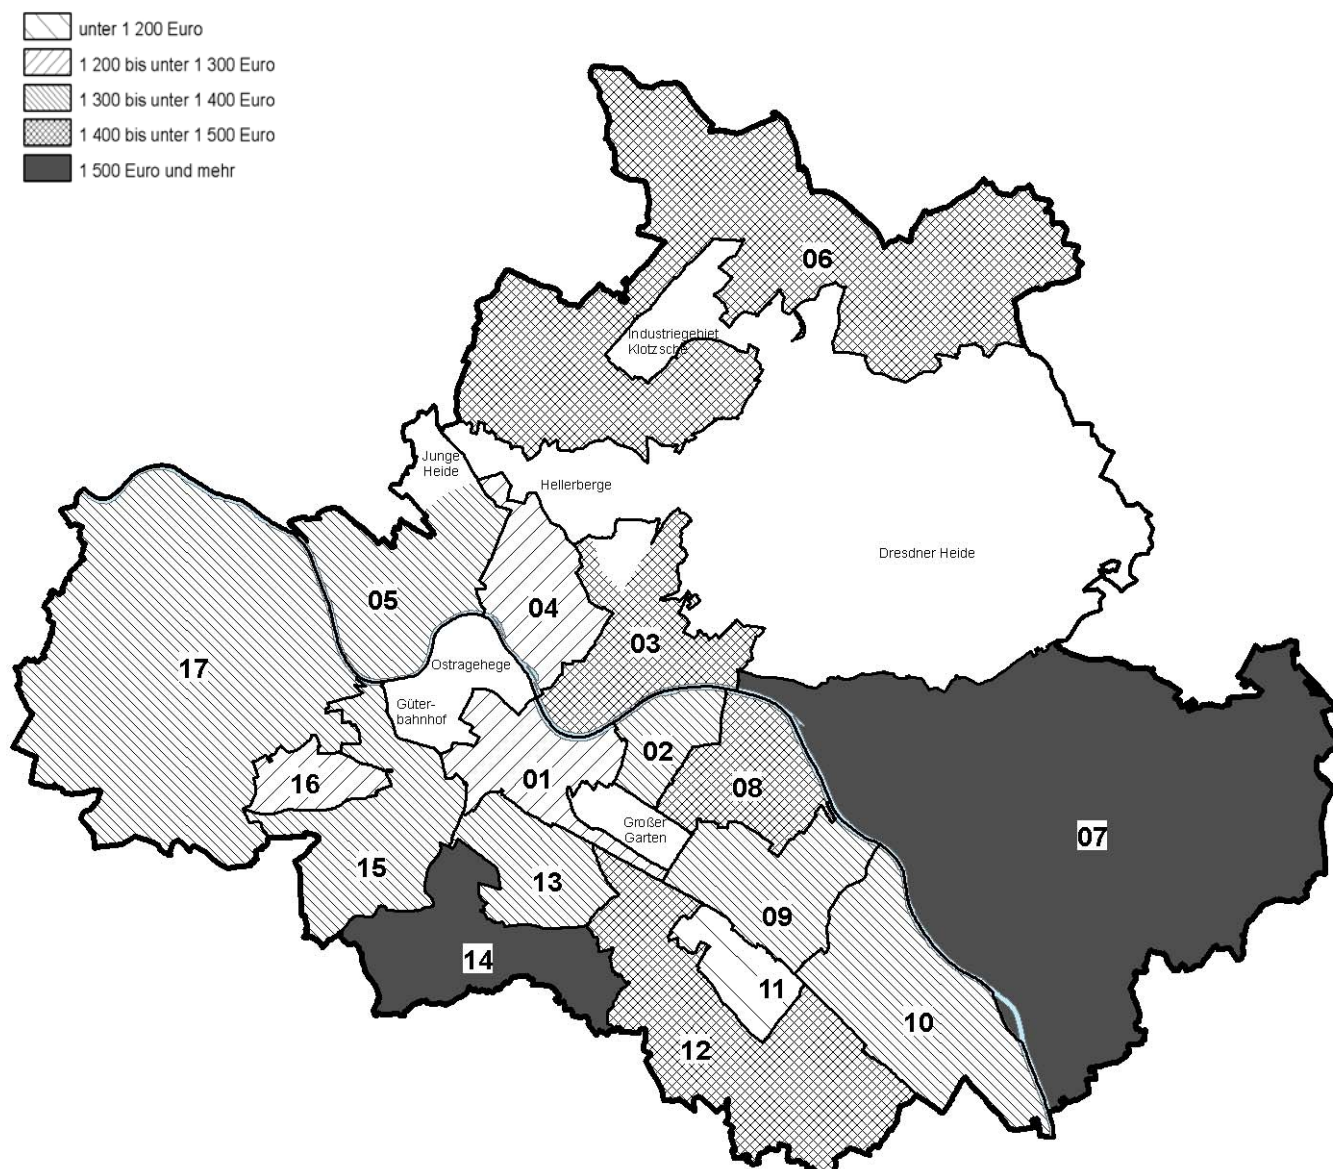 unter 1 200 Euro
1 200 bis unter 1 300 Euro
1 300 bis unter 1 400 Euro
1 400 bis unter 1 500 Euro
1 500 Euro und mehr
06
Industriegebiet
Klotzsche
Junge
Heide
Hellerberge
Dresdner Heide
05
04
03
17
Ostragehege
Güter-
bahnhof
02
01
16
08
Großer
Garten
07
15
13
09
14
11
10
12